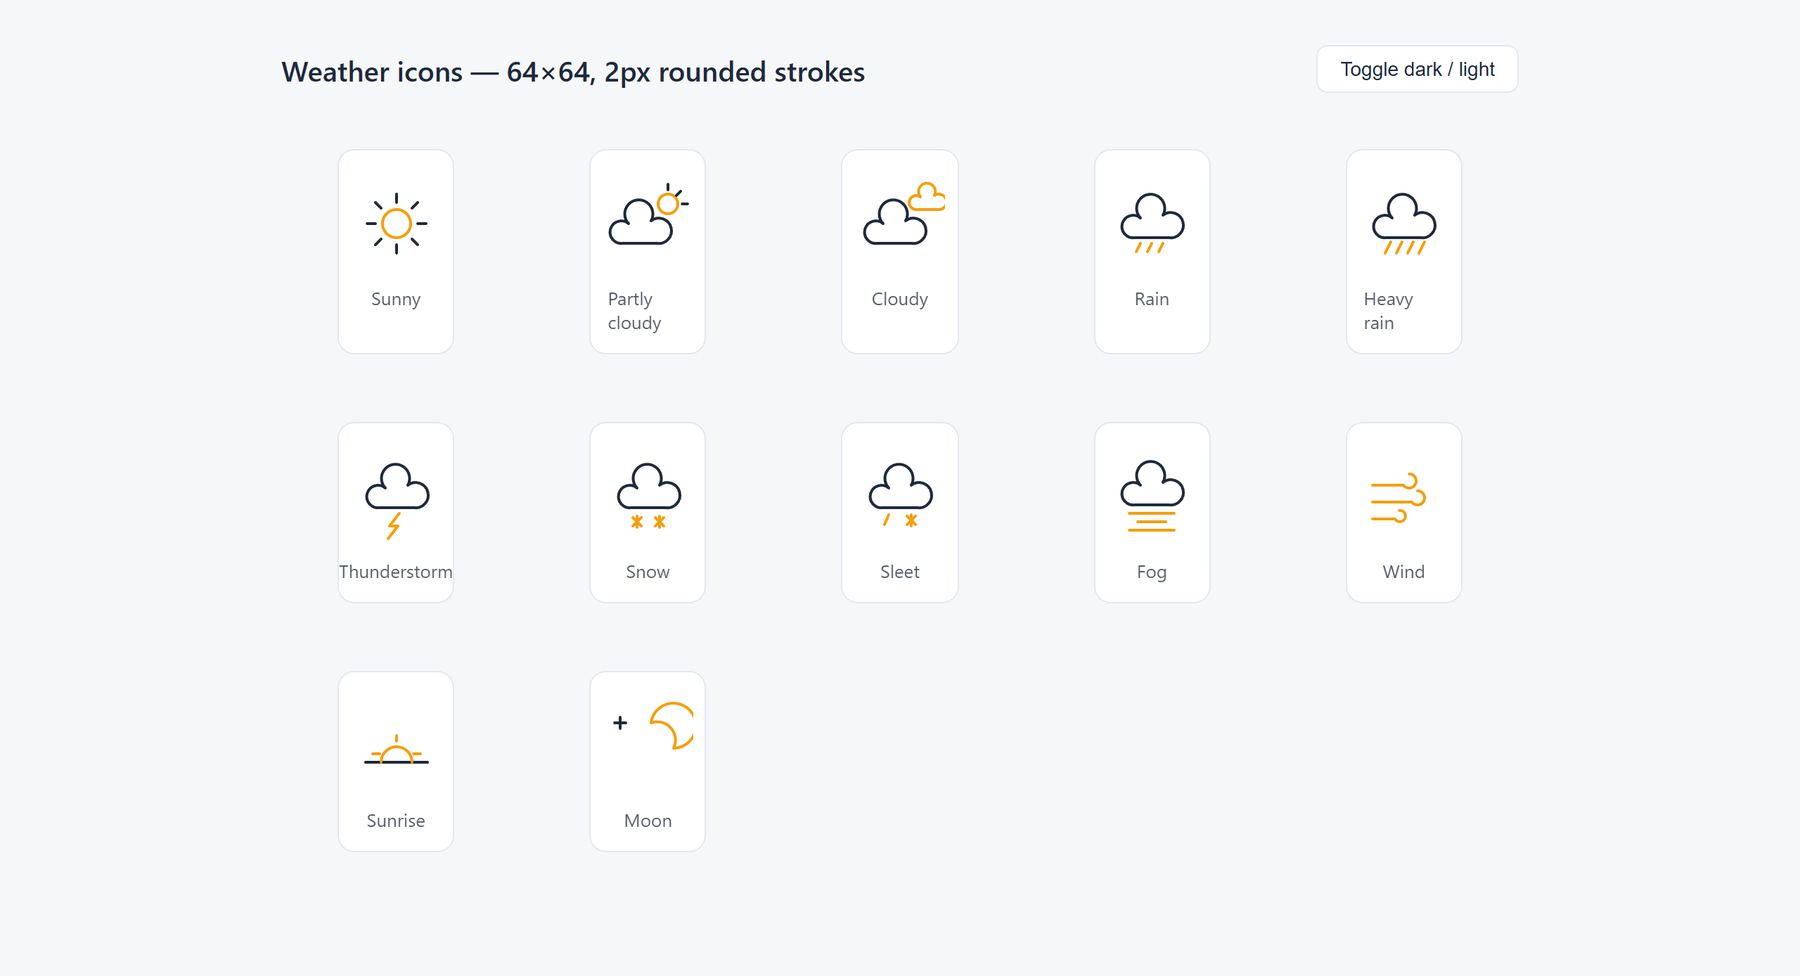 Weather icons — 64×64, 2px rounded strokes
Toggle dark / light
Sunny
Partly
cloudy
Cloudy
Rain
Heavy
rain
Thunderstorm
Snow
Sleet
Fog
Wind
Sunrise
Moon